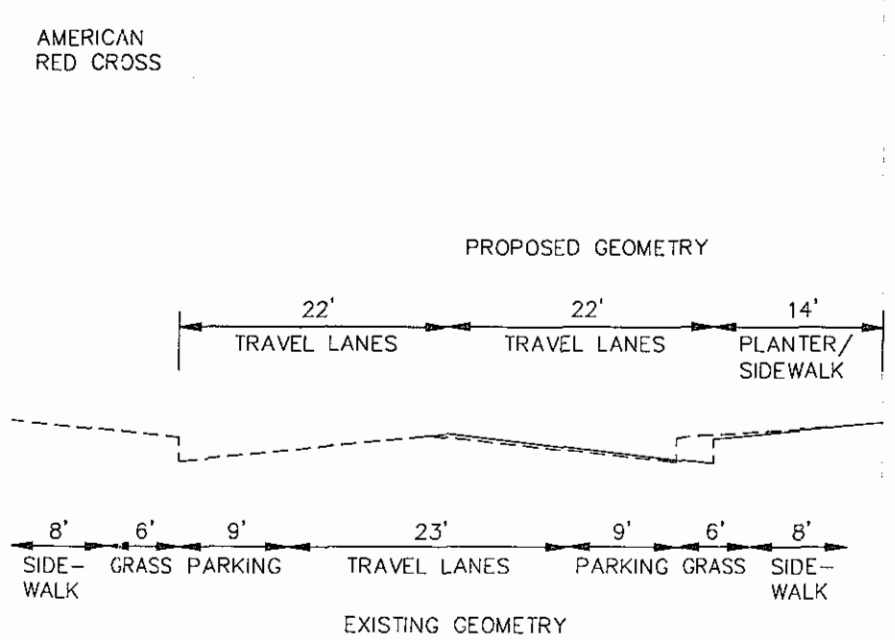 AMERICAN
RED CROSS
PROPOSED GEOMETRY
22' 22' 14'
TRAVEL LANES TRAVEL LANES PLANTER/
SIDEWALK
8' 6' 9' 23' 9' 6' 8'
SIDE- GRASS PARKING TRAVEL LANES PARKING GRASS SIDE-
WALK WALK
EXISTING GEOMETRY